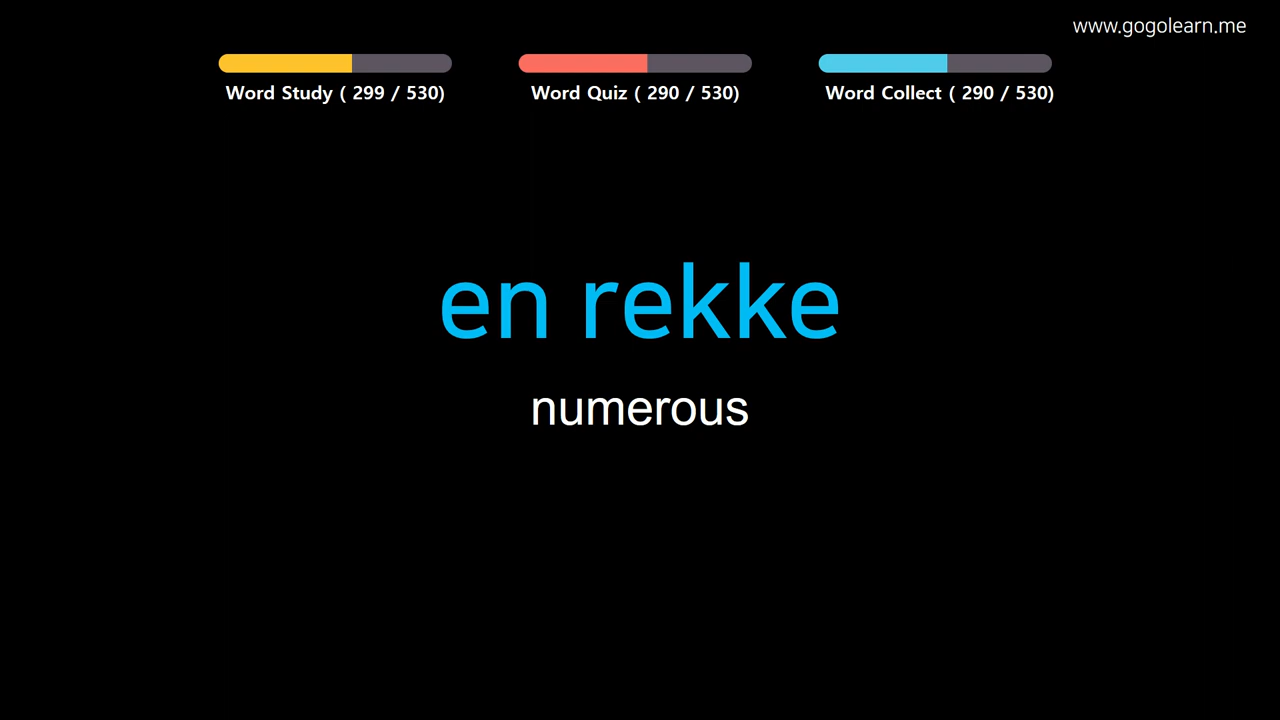 www.gogolearn.me
Word Study ( 299 / 530)
Word Quiz ( 290 / 530)
Word Collect ( 290 / 530)
en rekke
numerous